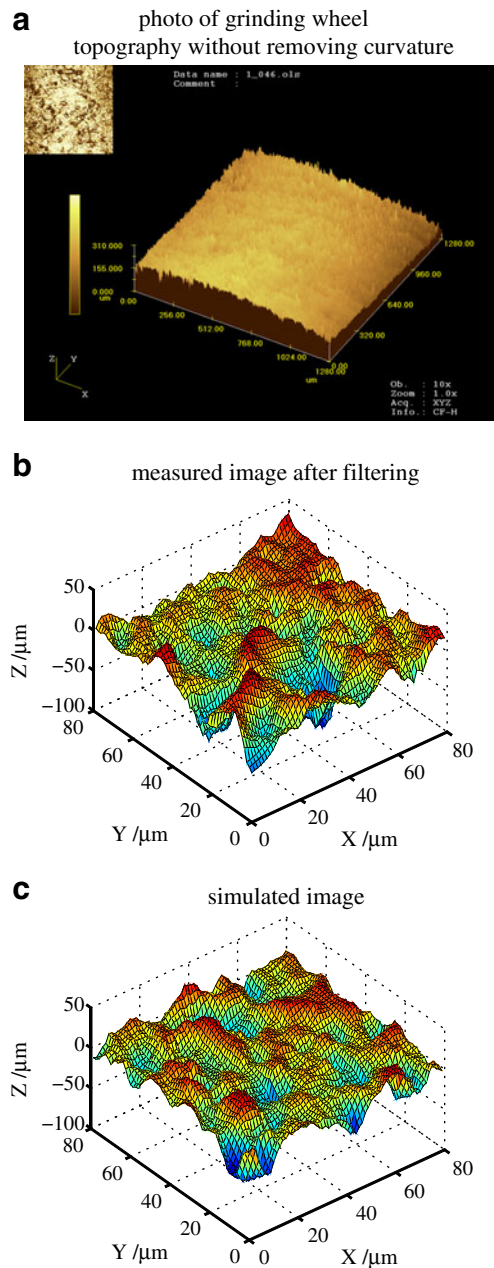 a
photo of grinding wheel
topography without removing curvature
Data name : 1_046.ols
Comment :
310.000
155.000
0.000
um
0.00
256.00
512.00
768.00
1024.00
1280.00
um
0.00
320.00
640.00
960.00
1280.00
Z
Y
X
Ob. : 10x
Zoom : 1.0x
Acq. : XYZ
Info.: CF-H
b
measured image after filtering
50
0
−50
−100
Z /μm
80
60
40
20
0
Y /μm
0
20
40
60
80
X /μm
c
simulated image
50
0
−50
−100
Z /μm
80
60
40
20
0
Y /μm
0
20
40
60
80
X /μm